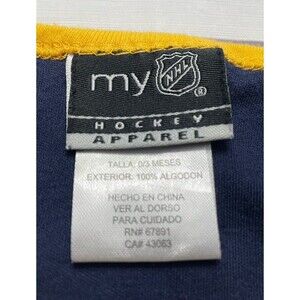 my NHL ®
HOCKEY
APPAREL
TALLA: 0/3 MESES
EXTERIOR: 100% ALGODON
HECHO EN CHINA
VER AL DORSO
PARA CUIDADO
RN# 67891
CA# 43063